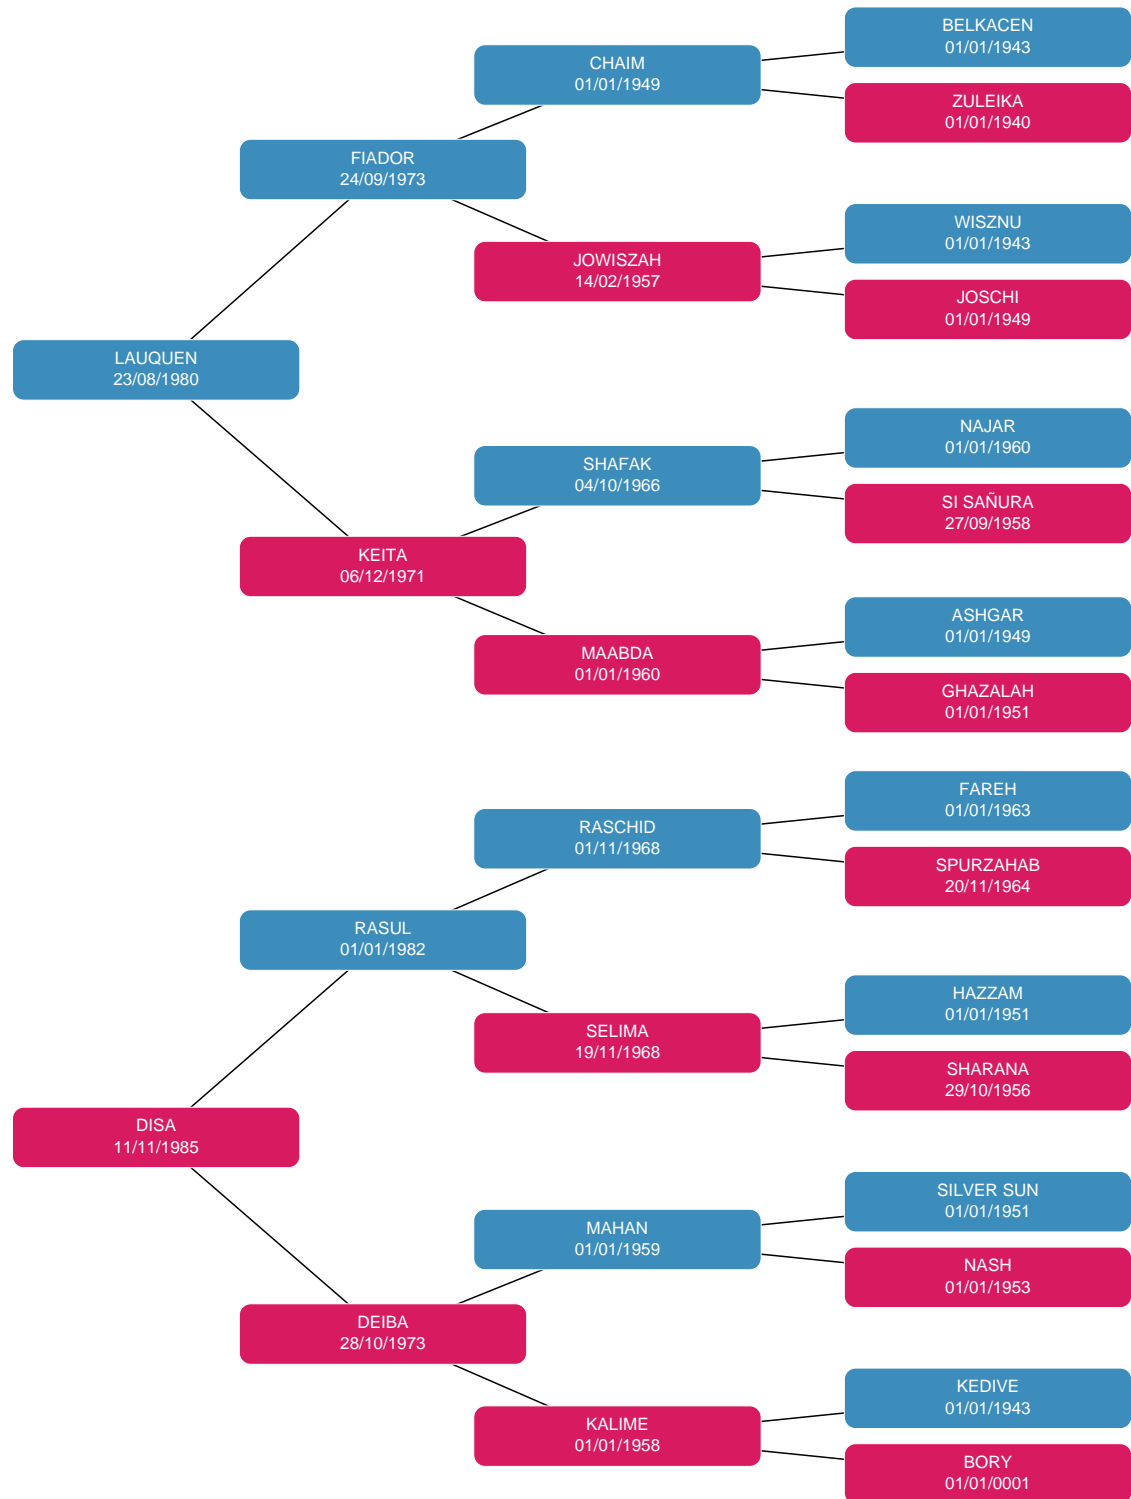 BELKACEN
01/01/1943
CHAIM
01/01/1949
ZULEIKA
01/01/1940
FIADOR
24/09/1973
WISZNU
01/01/1943
JOWISZAH
14/02/1957
JOSCHI
01/01/1949
LAUQUEN
23/08/1980
NAJAR
01/01/1960
SHAFAK
04/10/1966
SI SAÑURA
27/09/1958
KEITA
06/12/1971
ASHGAR
01/01/1949
MAABDA
01/01/1960
GHAZALAH
01/01/1951
FAREH
01/01/1963
RASCHID
01/11/1968
SPURZAHAB
20/11/1964
RASUL
01/01/1982
HAZZAM
01/01/1951
SELIMA
19/11/1968
SHARANA
29/10/1956
DISA
11/11/1985
SILVER SUN
01/01/1951
MAHAN
01/01/1959
NASH
01/01/1953
DEIBA
28/10/1973
KEDIVE
01/01/1943
KALIME
01/01/1958
BORY
01/01/0001